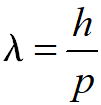 λ = h/p